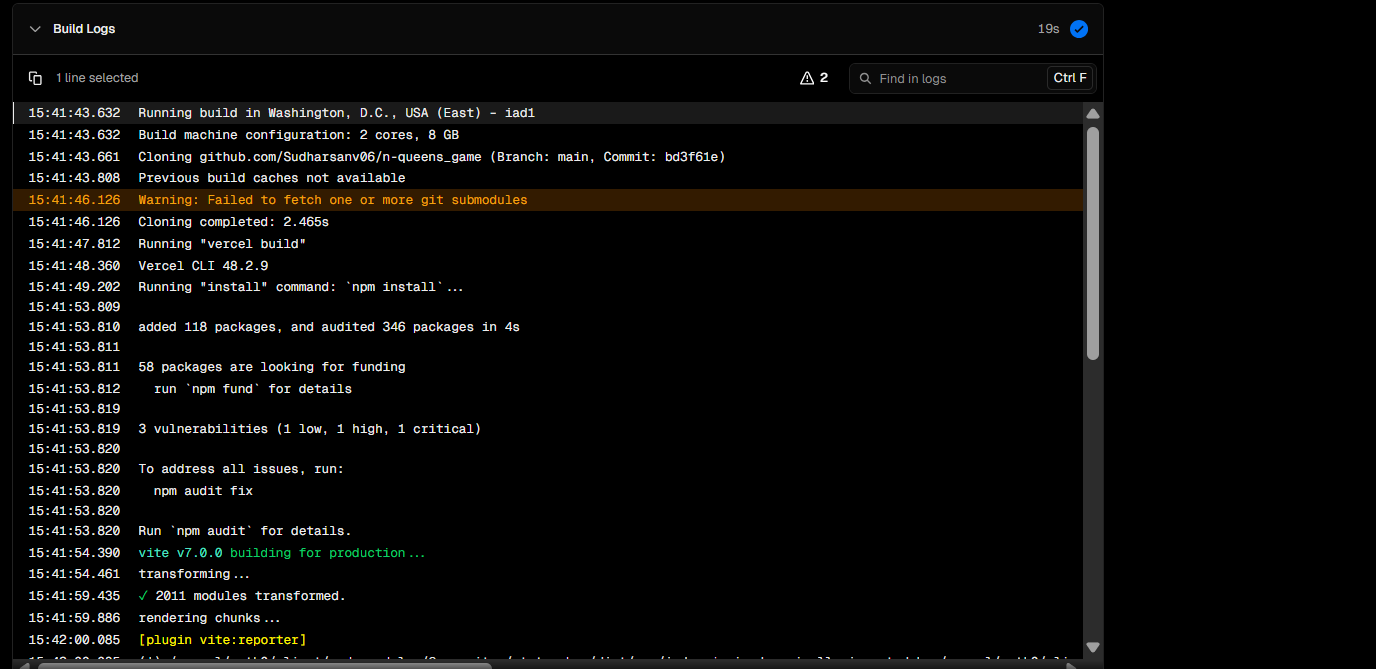 Build Logs
19s
1 line selected
2
Find in logs
Ctrl F
15:41:43.632 Running build in Washington, D.C., USA (East) – iad1
15:41:43.632 Build machine configuration: 2 cores, 8 GB
15:41:43.661 Cloning github.com/Sudharsanv06/n-queens_game (Branch: main, Commit: bd3f61e)
15:41:43.808 Previous build caches not available
15:41:46.126 Warning: Failed to fetch one or more git submodules
15:41:46.126 Cloning completed: 2.465s
15:41:47.812 Running "vercel build"
15:41:48.360 Vercel CLI 48.2.9
15:41:49.202 Running "install" command: `npm install`...
15:41:53.809
15:41:53.810 added 118 packages, and audited 346 packages in 4s
15:41:53.811
15:41:53.811 58 packages are looking for funding
15:41:53.812 run `npm fund` for details
15:41:53.819
15:41:53.819 3 vulnerabilities (1 low, 1 high, 1 critical)
15:41:53.820
15:41:53.820 To address all issues, run:
15:41:53.820 npm audit fix
15:41:53.820
15:41:53.820 Run `npm audit` for details.
15:41:54.390 vite v7.0.0 building for production...
15:41:54.461 transforming...
15:41:59.435 ✓ 2011 modules transformed.
15:41:59.886 rendering chunks...
15:42:00.085 [plugin vite:reporter]